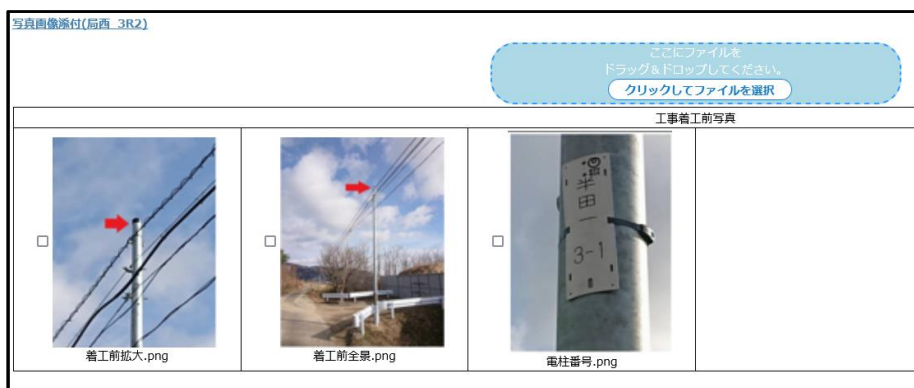 写真画像添付(局西 3R2)
ここにファイルを
ドラッグ&ドロップしてください。
クリックしてファイルを選択
工事着工前写真
半田一
3-1
着工前拡大.png
着工前全景.png
電柱番号.png